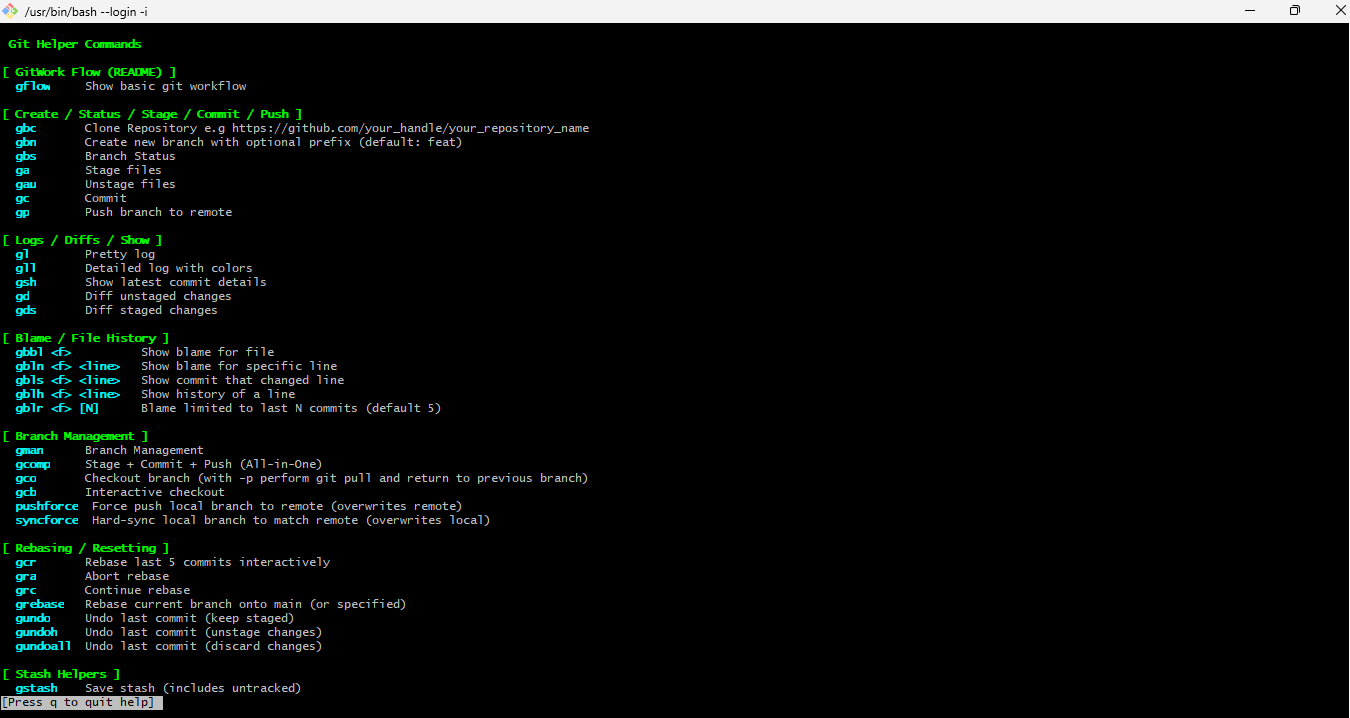 /usr/bin/bash --login -i
Git Helper Commands
[ GitWork Flow (README) ]
gflow Show basic git workflow
[ Create / Status / Stage / Commit / Push ]
gbc Clone Repository e.g https://github.com/your_handle/your_repository_name
gbn Create new branch with optional prefix (default: feat)
gbs Branch Status
ga Stage files
gau Unstage files
gc Commit
gp Push branch to remote
[ Logs / Diffs / Show ]
gl Pretty log
gll Detailed log with colors
gsh Show latest commit details
gd Diff unstaged changes
gds Diff staged changes
[ Blame / File History ]
gbbl <f> Show blame for file
gbln <f> <line> Show blame for specific line
gbls <f> <line> Show commit that changed line
gblh <f> <line> Show history of a line
gblr <f> [N] Blame limited to last N commits (default 5)
[ Branch Management ]
gman Branch Management
gcomp Stage + Commit + Push (All-in-One)
gco Checkout branch (with -p perform git pull and return to previous branch)
gcb Interactive checkout
pushforce Force push local branch to remote (overwrites remote)
syncforce Hard-sync local branch to match remote (overwrites local)
[ Rebasing / Resetting ]
gcr Rebase last 5 commits interactively
gra Abort rebase
grc Continue rebase
grebase Rebase current branch onto main (or specified)
gundo Undo last commit (keep staged)
gundoh Undo last commit (unstage changes)
gundoall Undo last commit (discard changes)
[ Stash Helpers ]
gstash Save stash (includes untracked)
[Press q to quit help]